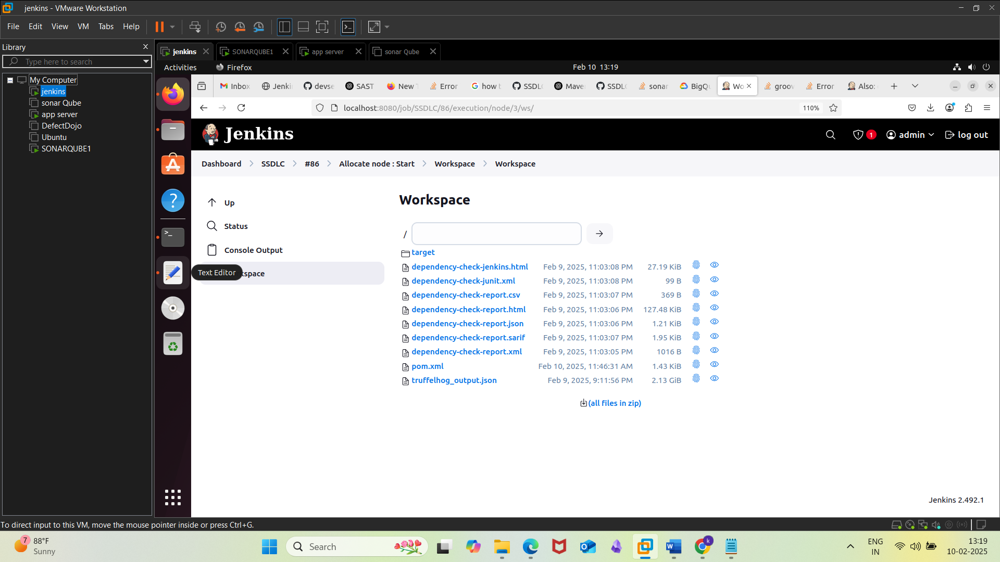 jenkins - VMware Workstation
File Edit View VM Tabs Help
Library
Type here to search
My Computer
jenkins
sonar Qube
app server
DefectDojo
Ubuntu
SONARQUBE1
jenkins
SONARQUBE1
app server
sonar Qube
Activities
Firefox
Feb 10 13:19
Inbox
Jenki
devse
SAST
New T
Error
how t
SSDLC
Mave
SSDLC
sonar
BigQu
Wo
groov
Error
Also:
localhost:8080/job/SSDLC/86/execution/node/3/ws/
110%
Jenkins
1
admin
log out
Dashboard
SSDLC
#86
Allocate node : Start
Workspace
Workspace
Up
Status
Console Output
Text Editor
kspace
Workspace
/
target
dependency-check-jenkins.html Feb 9, 2025, 11:03:08 PM 27.19 KiB
dependency-check-junit.xml Feb 9, 2025, 11:03:08 PM 99 B
dependency-check-report.csv Feb 9, 2025, 11:03:07 PM 369 B
dependency-check-report.html Feb 9, 2025, 11:03:06 PM 127.48 KiB
dependency-check-report.json Feb 9, 2025, 11:03:06 PM 1.21 KiB
dependency-check-report.sarif Feb 9, 2025, 11:03:07 PM 1.95 KiB
dependency-check-report.xml Feb 9, 2025, 11:03:05 PM 1016 B
pom.xml Feb 10, 2025, 11:46:31 AM 1.43 KiB
truffelhog_output.json Feb 9, 2025, 9:11:56 PM 2.13 GiB
(all files in zip)
Jenkins 2.492.1
To direct input to this VM, move the mouse pointer inside or press Ctrl+G.
7
88°F
Sunny
Search
k
ENG
IN
13:19
10-02-2025